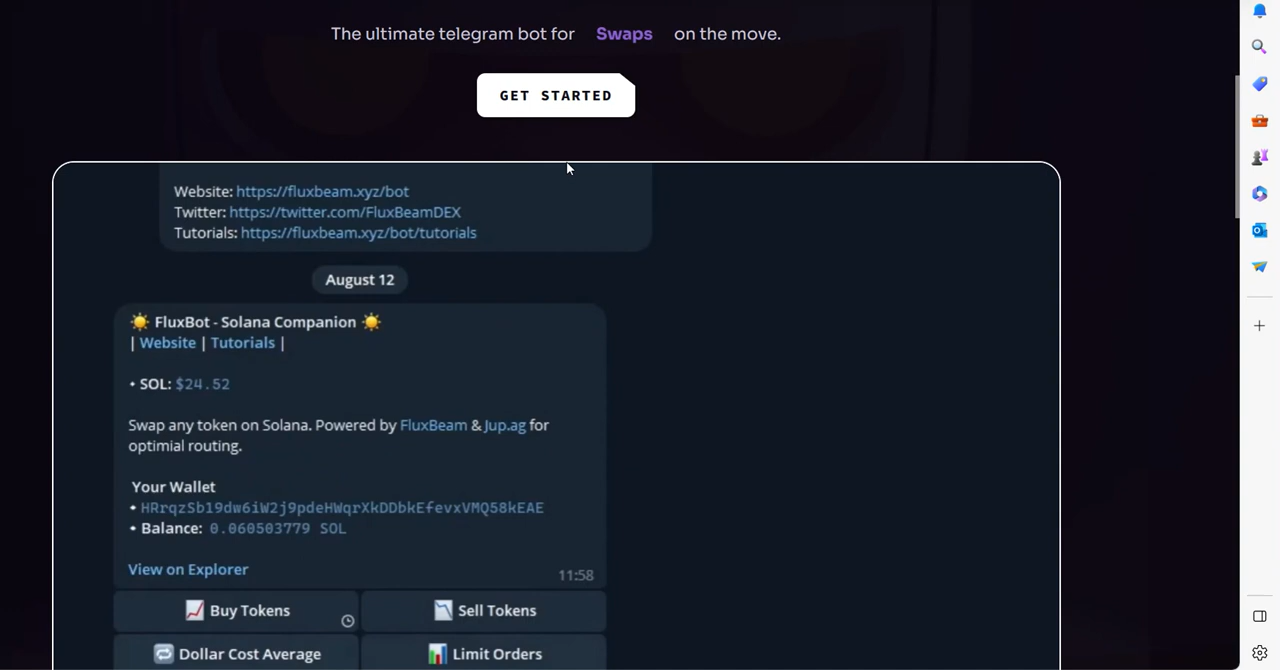 The ultimate telegram bot for Swaps on the move.
GET STARTED
Website: https://fluxbeam.xyz/bot
Twitter: https://twitter.com/FluxBeamDEX
Tutorials: https://fluxbeam.xyz/bot/tutorials
August 12
FluxBot - Solana Companion
| Website | Tutorials |
• SOL: $24.52
Swap any token on Solana. Powered by FluxBeam & Jup.ag for
optimial routing.
Your Wallet
• HRrqzSb19dw6iW2j9pdeHWqrXkDDbkEfevxVMQ58kEAE
• Balance: 0.060503779 SOL
View on Explorer
11:58
Buy Tokens
Sell Tokens
Dollar Cost Average
Limit Orders